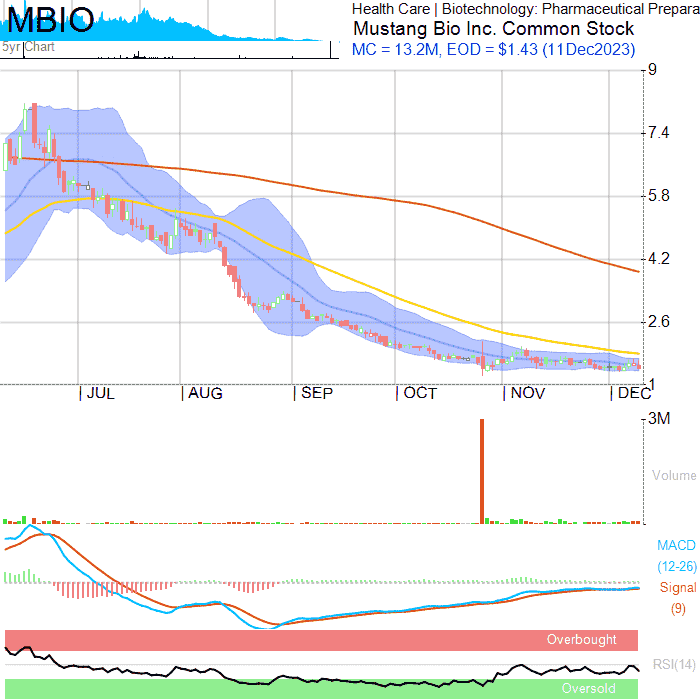 MBIO
5yr Chart
Health Care | Biotechnology: Pharmaceutical Prepara
Mustang Bio Inc. Common Stock
MC = 13.2M, EOD = $1.43 (11Dec2023)
9
7.4
5.8
4.2
2.6
1
JUL AUG SEP OCT NOV DEC
3M
Volume
MACD
(12-26)
Signal
(9)
Overbought
RSI(14)
Oversold